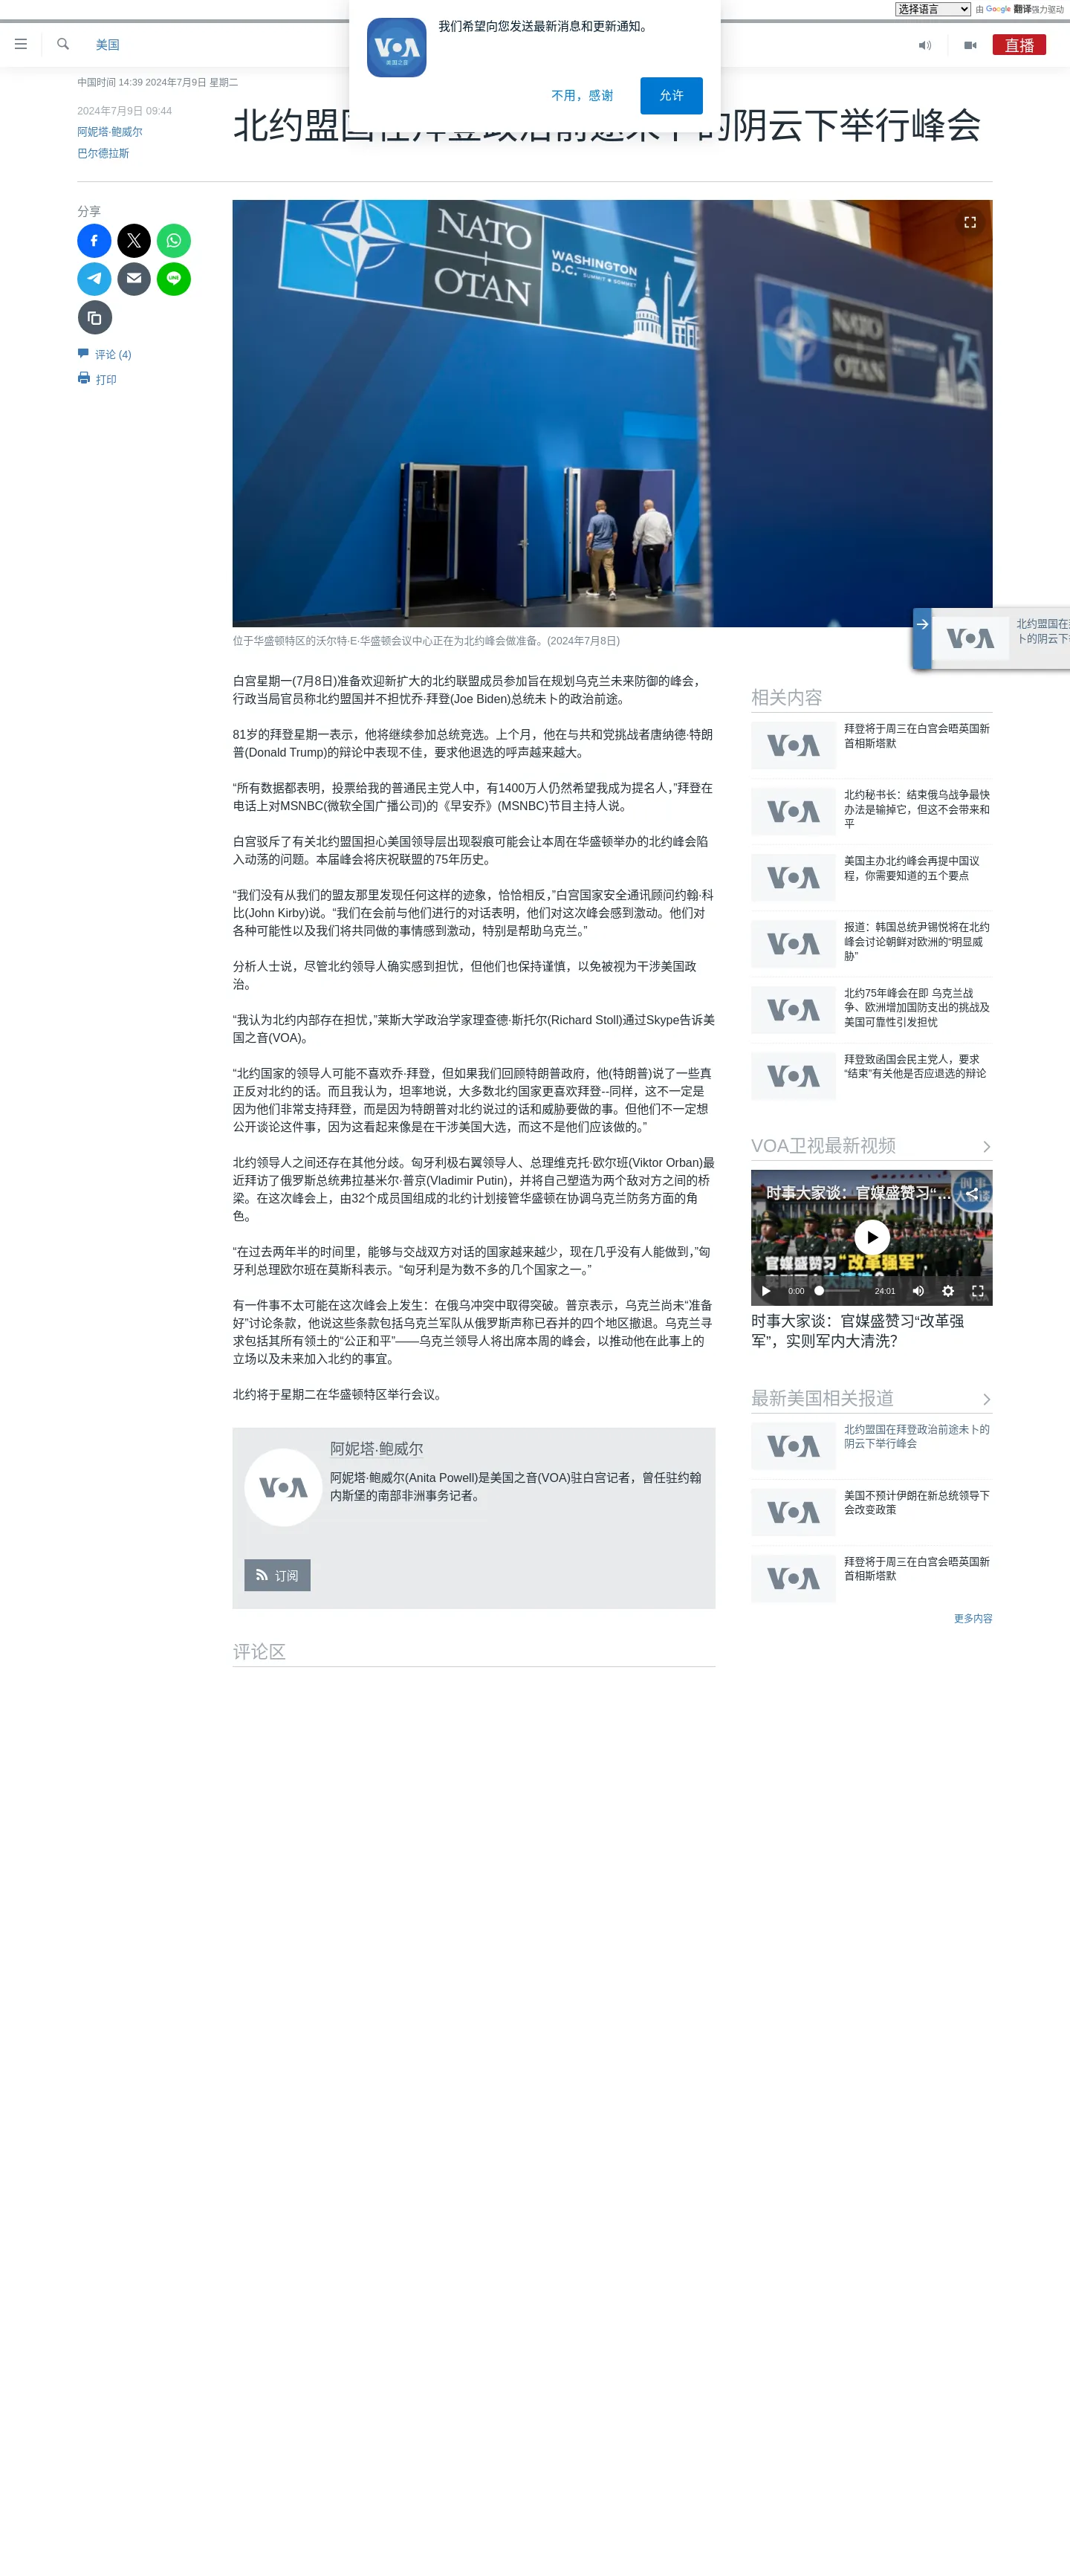 选择语言
由 Google 翻译强力驱动
美国
直播
VOA
美国之音
我们希望向您发送最新消息和更新通知。
不用，感谢
允许
中国时间 14:39 2024年7月9日 星期二
2024年7月9日 09:44
阿妮塔·鲍威尔
巴尔德拉斯
北约盟国在拜登政治前途未卜的阴云下举行峰会
分享
评论 (4)
打印
NATO
OTAN
WASHINGTON
D.C. SUMMIT SOMMET
75
NATO
OTAN
位于华盛顿特区的沃尔特·E·华盛顿会议中心正在为北约峰会做准备。(2024年7月8日)
白宫星期一(7月8日)准备欢迎新扩大的北约联盟成员参加旨在规划乌克兰未来防御的峰会，
行政当局官员称北约盟国并不担忧乔·拜登(Joe Biden)总统未卜的政治前途。
81岁的拜登星期一表示，他将继续参加总统竞选。上个月，他在与共和党挑战者唐纳德·特朗
普(Donald Trump)的辩论中表现不佳，要求他退选的呼声越来越大。
“所有数据都表明，投票给我的普通民主党人中，有1400万人仍然希望我成为提名人，”拜登在
电话上对MSNBC(微软全国广播公司)的《早安乔》(MSNBC)节目主持人说。
白宫驳斥了有关北约盟国担心美国领导层出现裂痕可能会让本周在华盛顿举办的北约峰会陷
入动荡的问题。本届峰会将庆祝联盟的75年历史。
“我们没有从我们的盟友那里发现任何这样的迹象，恰恰相反，”白宫国家安全通讯顾问约翰·科
比(John Kirby)说。“我们在会前与他们进行的对话表明，他们对这次峰会感到激动。他们对
各种可能性以及我们将共同做的事情感到激动，特别是帮助乌克兰。”
分析人士说，尽管北约领导人确实感到担忧，但他们也保持谨慎，以免被视为干涉美国政
治。
“我认为北约内部存在担忧，”莱斯大学政治学家理查德·斯托尔(Richard Stoll)通过Skype告诉美
国之音(VOA)。
“北约国家的领导人可能不喜欢乔·拜登，但如果我们回顾特朗普政府，他(特朗普)说了一些真
正反对北约的话。而且我认为，坦率地说，大多数北约国家更喜欢拜登--同样，这不一定是
因为他们非常支持拜登，而是因为特朗普对北约说过的话和威胁要做的事。但他们不一定想
公开谈论这件事，因为这看起来像是在干涉美国大选，而这不是他们应该做的。”
北约领导人之间还存在其他分歧。匈牙利极右翼领导人、总理维克托·欧尔班(Viktor Orban)最
近拜访了俄罗斯总统弗拉基米尔·普京(Vladimir Putin)，并将自己塑造为两个敌对方之间的桥
梁。在这次峰会上，由32个成员国组成的北约计划接管华盛顿在协调乌克兰防务方面的角
色。
“在过去两年半的时间里，能够与交战双方对话的国家越来越少，现在几乎没有人能做到，”匈
牙利总理欧尔班在莫斯科表示。“匈牙利是为数不多的几个国家之一。”
有一件事不太可能在这次峰会上发生：在俄乌冲突中取得突破。普京表示，乌克兰尚未“准备
好”讨论条款，他说这些条款包括乌克兰军队从俄罗斯声称已吞并的四个地区撤退。乌克兰寻
求包括其所有领土的“公正和平”——乌克兰领导人将出席本周的峰会，以推动他在此事上的
立场以及未来加入北约的事宜。
北约将于星期二在华盛顿特区举行会议。
VOA
阿妮塔·鲍威尔
阿妮塔·鲍威尔(Anita Powell)是美国之音(VOA)驻白宫记者，曾任驻约翰
内斯堡的南部非洲事务记者。
订阅
评论区
VOA
北约盟国在
卜的阴云下
相关内容
VOA
拜登将于周三在白宫会晤英国新
首相斯塔默
VOA
北约秘书长：结束俄乌战争最快
办法是输掉它，但这不会带来和
平
VOA
美国主办北约峰会再提中国议
程，你需要知道的五个要点
VOA
报道：韩国总统尹锡悦将在北约
峰会讨论朝鲜对欧洲的“明显威
胁”
VOA
北约75年峰会在即 乌克兰战
争、欧洲增加国防支出的挑战及
美国可靠性引发担忧
VOA
拜登致函国会民主党人，要求
“结束”有关他是否应退选的辩论
VOA卫视最新视频
时事大家谈：官媒盛赞习“...
时事
大家谈
官媒盛赞习“改革强军”，
0:00
24:01
VOA
时事大家谈：官媒盛赞习“改革强
军”，实则军内大清洗？
最新美国相关报道
VOA
北约盟国在拜登政治前途未卜的
阴云下举行峰会
VOA
美国不预计伊朗在新总统领导下
会改变政策
VOA
拜登将于周三在白宫会晤英国新
首相斯塔默
更多内容